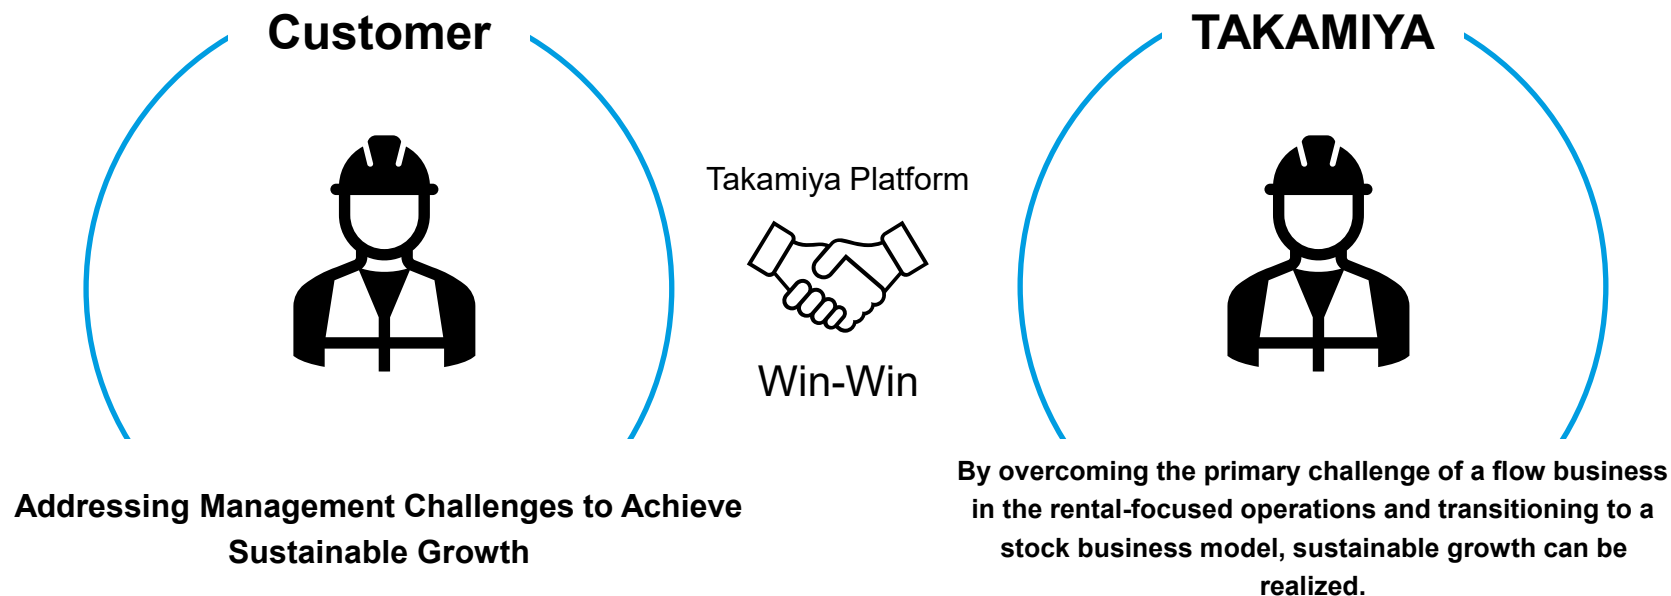 Customer
TAKAMIYA
Takamiya Platform
Win-Win
Addressing Management Challenges to Achieve
Sustainable Growth
By overcoming the primary challenge of a flow business
in the rental-focused operations and transitioning to a
stock business model, sustainable growth can be
realized.